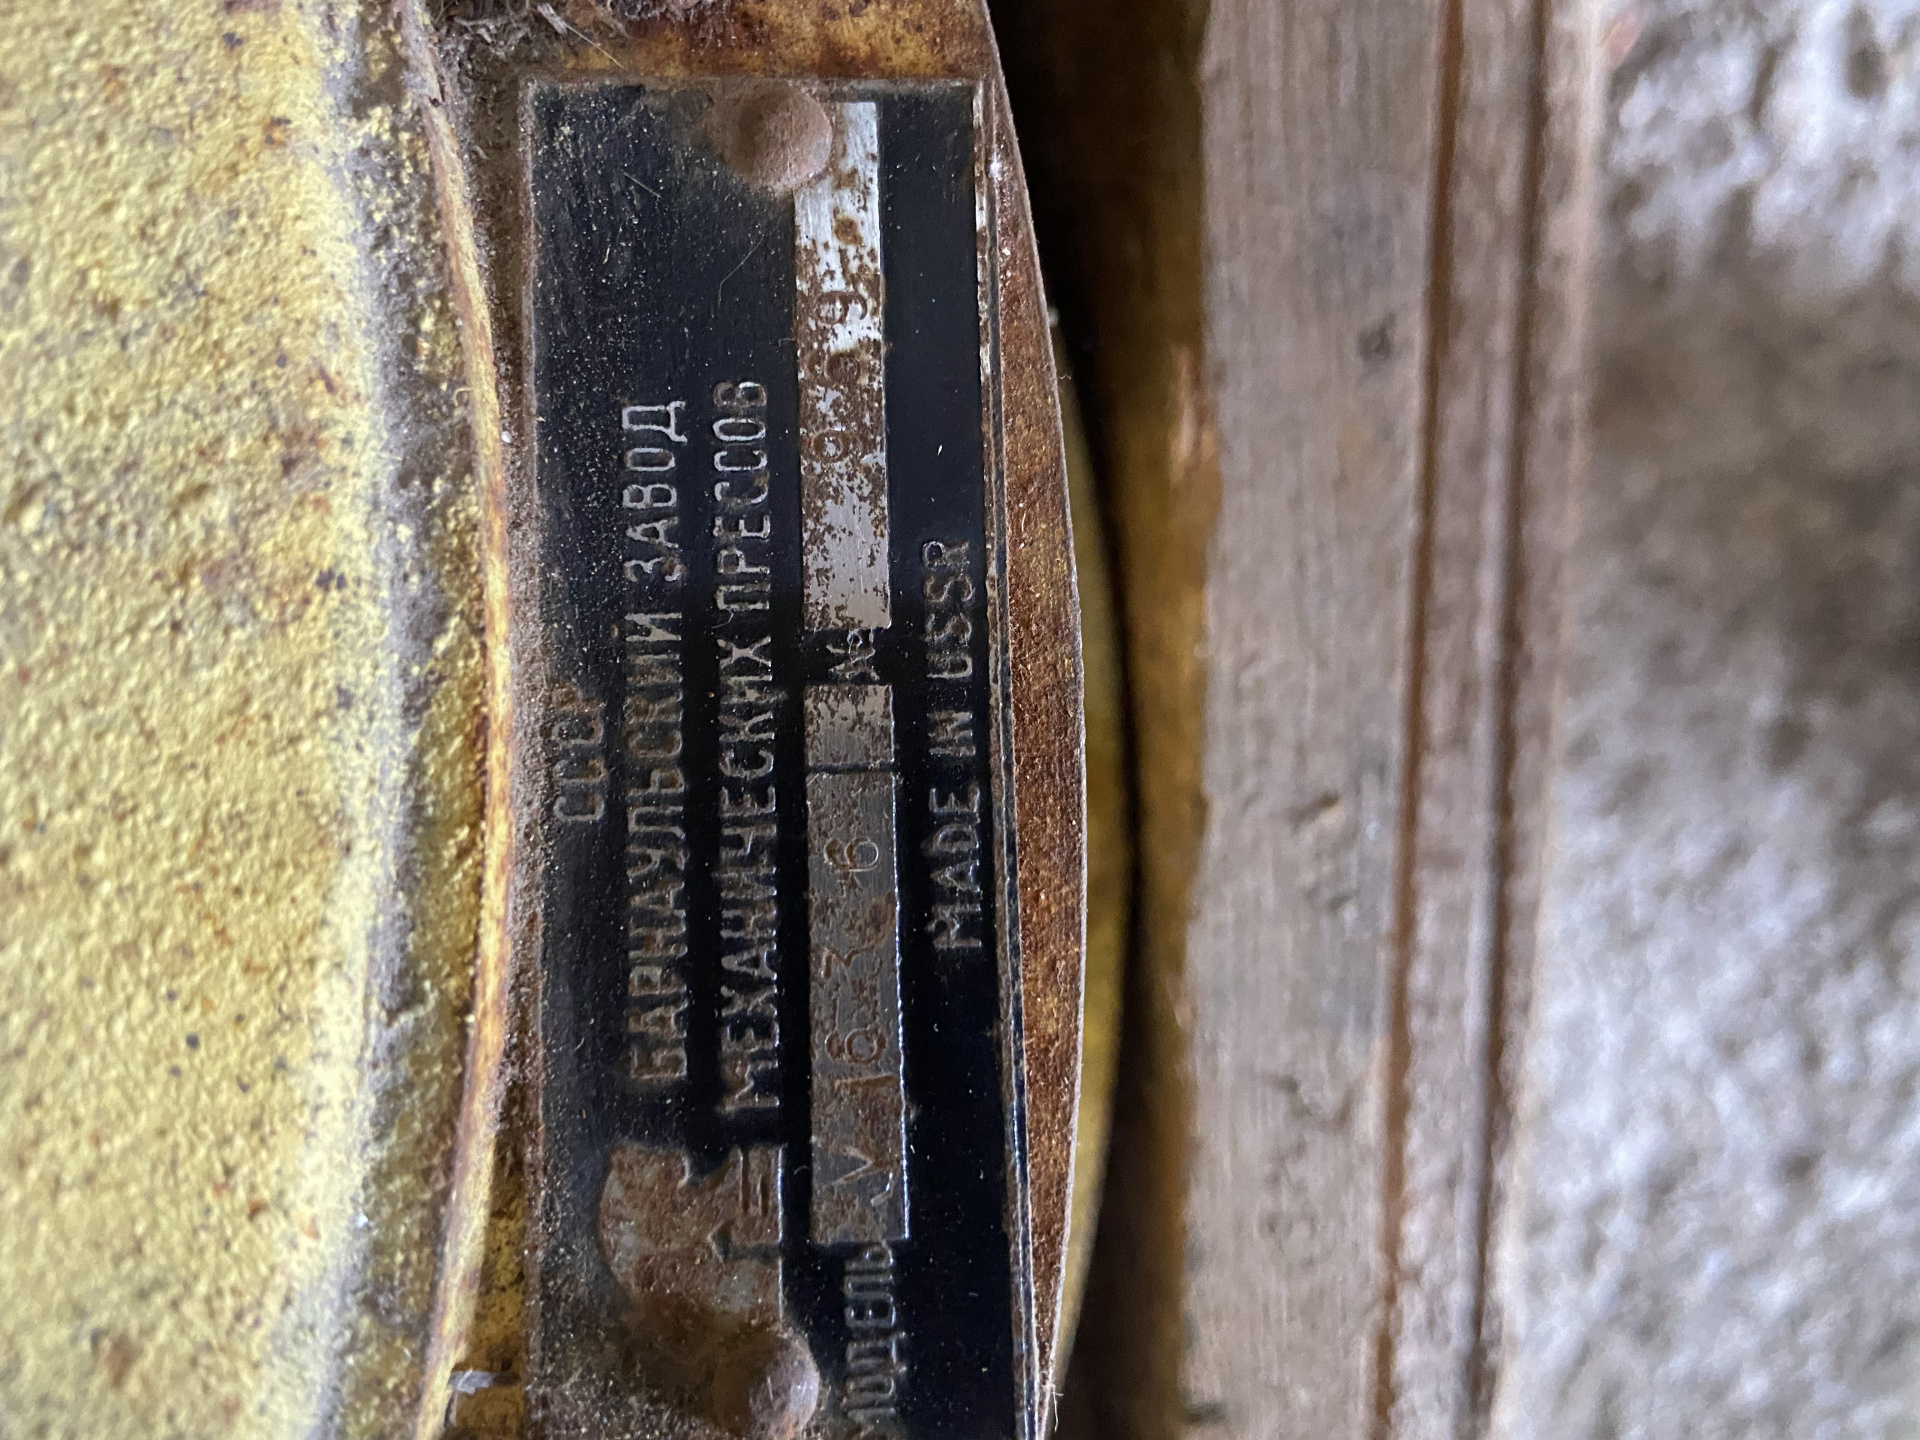 СССР
БАРНАУЛЬСКИЙ ЗАВОД
МЕХАНИЧЕСКИХ ПРЕССОВ
МОДЕЛЬ №
MADE IN USSR